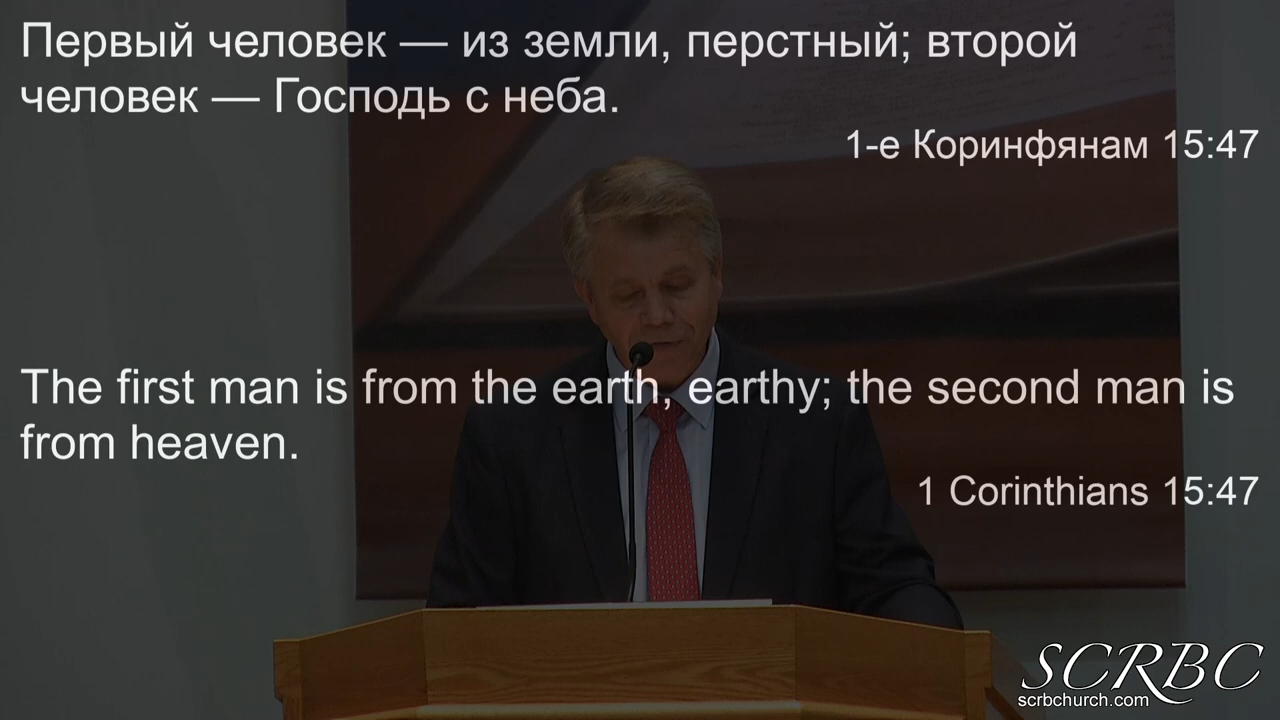 Первый человек — из земли, перстный; второй
человек — Господь с неба.
1-е Коринфянам 15:47
The first man is from the earth, earthy; the second man is
from heaven.
1 Corinthians 15:47
SCRBC
scrbchurch.com